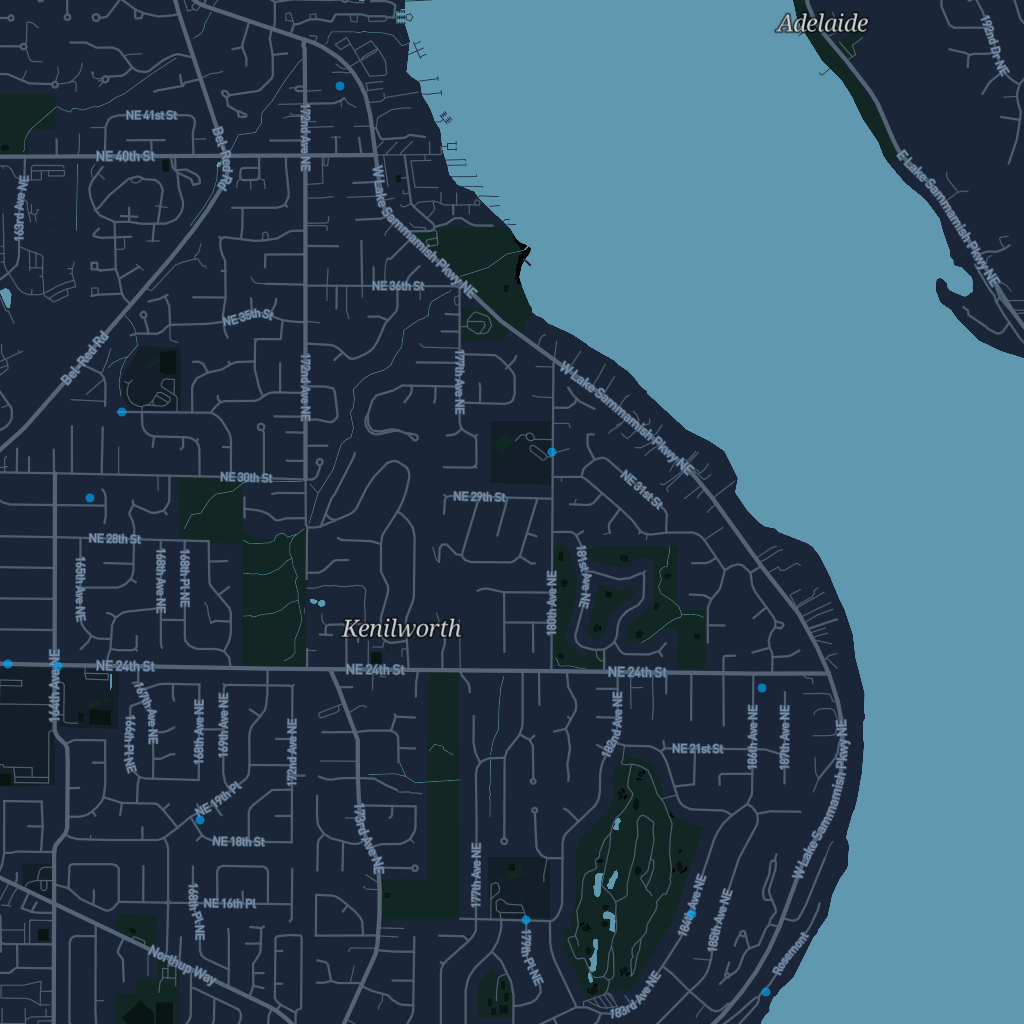 Adelaide
192nd Dr NE
NE 41st St
172nd Ave NE
Bel-Red Rd
NE 40th St
E Lake Sammamish Pkwy NE
163rd Ave NE
W Lake Sammamish Pkwy NE
NE 36th St
NE 35th St
Bel-Red Rd
172nd Ave NE
177th Ave NE
W Lake Sammamish Pkwy NE
NE 30th St
NE 31st St
NE 29th St
NE 28th St
165th Ave NE
168th Ave NE
168th Pl NE
181st Ave NE
180th Ave NE
Kenilworth
164th Ave NE
NE 24th St
NE 24th St
NE 24th St
167th Ave NE
166th Pl NE
168th Ave NE
169th Ave NE
172nd Ave NE
182nd Ave NE
NE 21st St
186th Ave NE
187th Ave NE
W Lake Sammamish Pkwy NE
NE 19th Pl
173rd Ave NE
NE 18th St
177th Ave NE
168th Pl NE
NE 16th Pl
184th Ave NE
185th Ave NE
179th Pl NE
Northup Way
Rosemont
183rd Ave NE